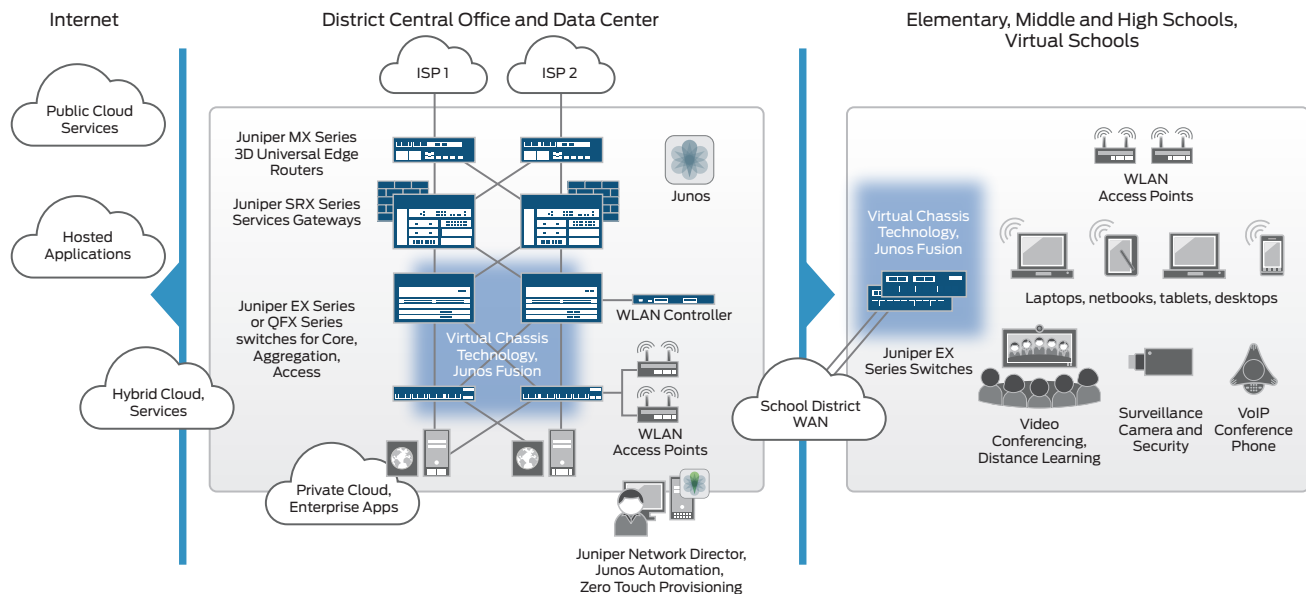 Internet
District Central Office and Data Center
Elementary, Middle and High Schools,
Virtual Schools
Public Cloud
Services
Hosted
Applications
Hybrid Cloud,
Services
ISP 1
ISP 2
Juniper MX Series
3D Universal Edge
Routers
Junos
Juniper SRX Series
Services Gateways
Juniper EX Series
or QFX Series
switches for Core,
Aggregation,
Access
WLAN Controller
Virtual Chassis
Technology,
Junos Fusion
WLAN
Access Points
Private Cloud,
Enterprise Apps
Juniper Network Director,
Junos Automation,
Zero Touch Provisioning
School District
WAN
Virtual Chassis
Technology,
Junos Fusion
Juniper EX
Series Switches
WLAN
Access Points
Laptops, netbooks, tablets, desktops
Video
Conferencing,
Distance Learning
Surveillance
Camera and
Security
VoIP
Conference
Phone